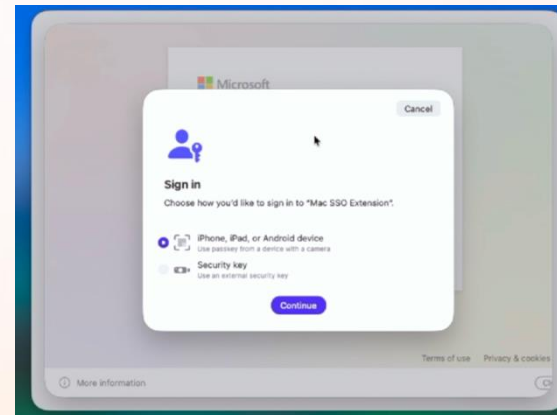 Microsoft
Cancel
Sign in
Choose how you'd like to sign in to "Mac SSO Extension".
iPhone, iPad, or Android device
Use passkey from a device with a camera
Security key
Use an external security key
Continue
Terms of use Privacy & cookies
More information